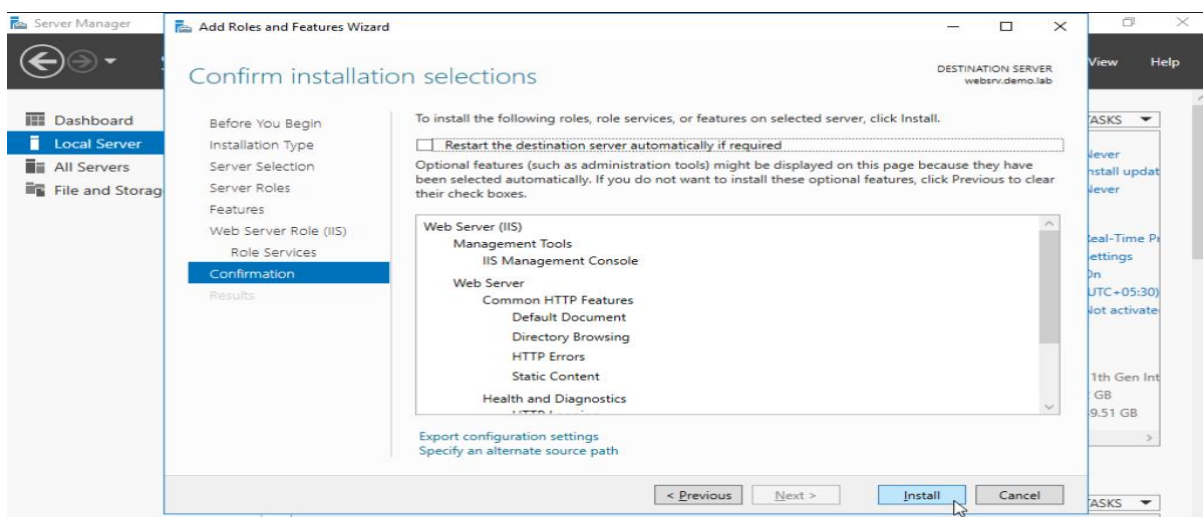 Server Manager
Add Roles and Features Wizard
View Help
Confirm installation selections
DESTINATION SERVER
websrv.demo.lab
Dashboard
Local Server
All Servers
File and Storag
Before You Begin
Installation Type
Server Selection
Server Roles
Features
Web Server Role (IIS)
Role Services
Confirmation
Results
To install the following roles, role services, or features on selected server, click Install.
Restart the destination server automatically if required
Optional features (such as administration tools) might be displayed on this page because they have
been selected automatically. If you do not want to install these optional features, click Previous to clear
their check boxes.
Web Server (IIS)
Management Tools
IIS Management Console
Web Server
Common HTTP Features
Default Document
Directory Browsing
HTTP Errors
Static Content
Health and Diagnostics
Export configuration settings
Specify an alternate source path
< Previous
Next >
Install
Cancel
ASKS
ever
nstall updat
ever
eal-Time Pr
ettings
On
UTC+05:30)
ot activate
1th Gen Int
GB
9.51 GB
ASKS